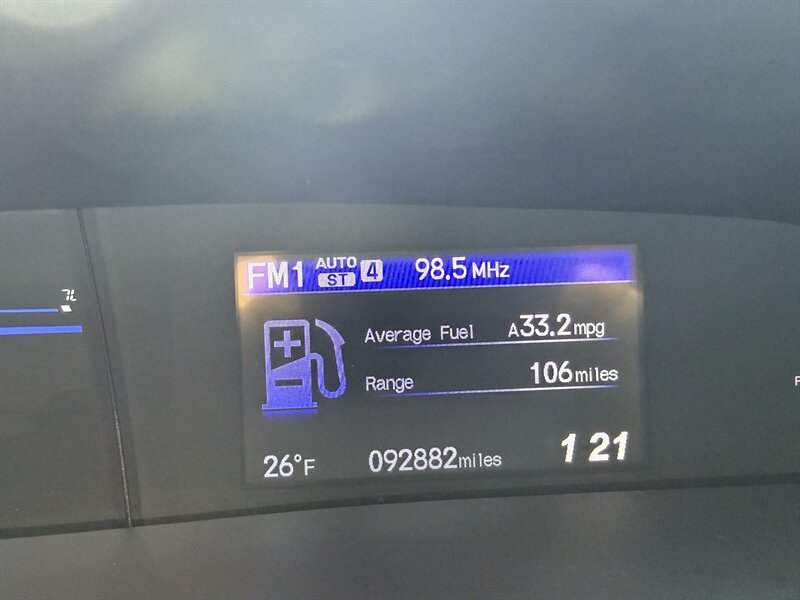 FM1 AUTO ST 4 98.5 MHz
Average Fuel A33.2mpg
Range 106miles
26°F 092882miles 1 21